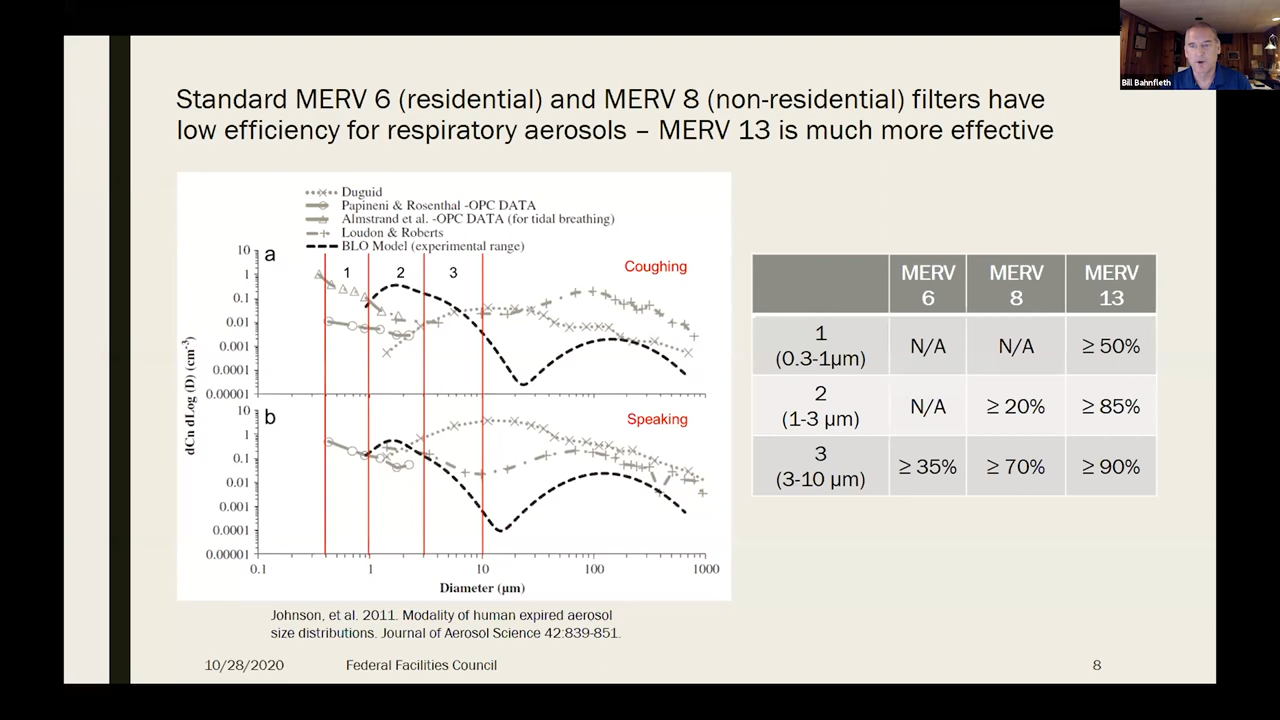 Bill Bahnfleth
Standard MERV 6 (residential) and MERV 8 (non-residential) filters have
low efficiency for respiratory aerosols – MERV 13 is much more effective
Duguid
Papineni & Rosenthal -OPC DATA
Almstrand et al. -OPC DATA (for tidal breathing)
Loudon & Roberts
BLO Model (experimental range)
a
1 2 3
Coughing
10
1
0.1
0.01
0.001
0.0001
0.00001
dCn dLog (D) (cm⁻³)
b
Speaking
10
1
0.1
0.01
0.001
0.0001
0.00001
0.1 1 10 100 1000
Diameter (µm)
MERV 6 MERV 8 MERV 13
1 (0.3-1µm) N/A N/A ≥ 50%
2 (1-3 µm) N/A ≥ 20% ≥ 85%
3 (3-10 µm) ≥ 35% ≥ 70% ≥ 90%
Johnson, et al. 2011. Modality of human expired aerosol
size distributions. Journal of Aerosol Science 42:839-851.
10/28/2020 Federal Facilities Council 8